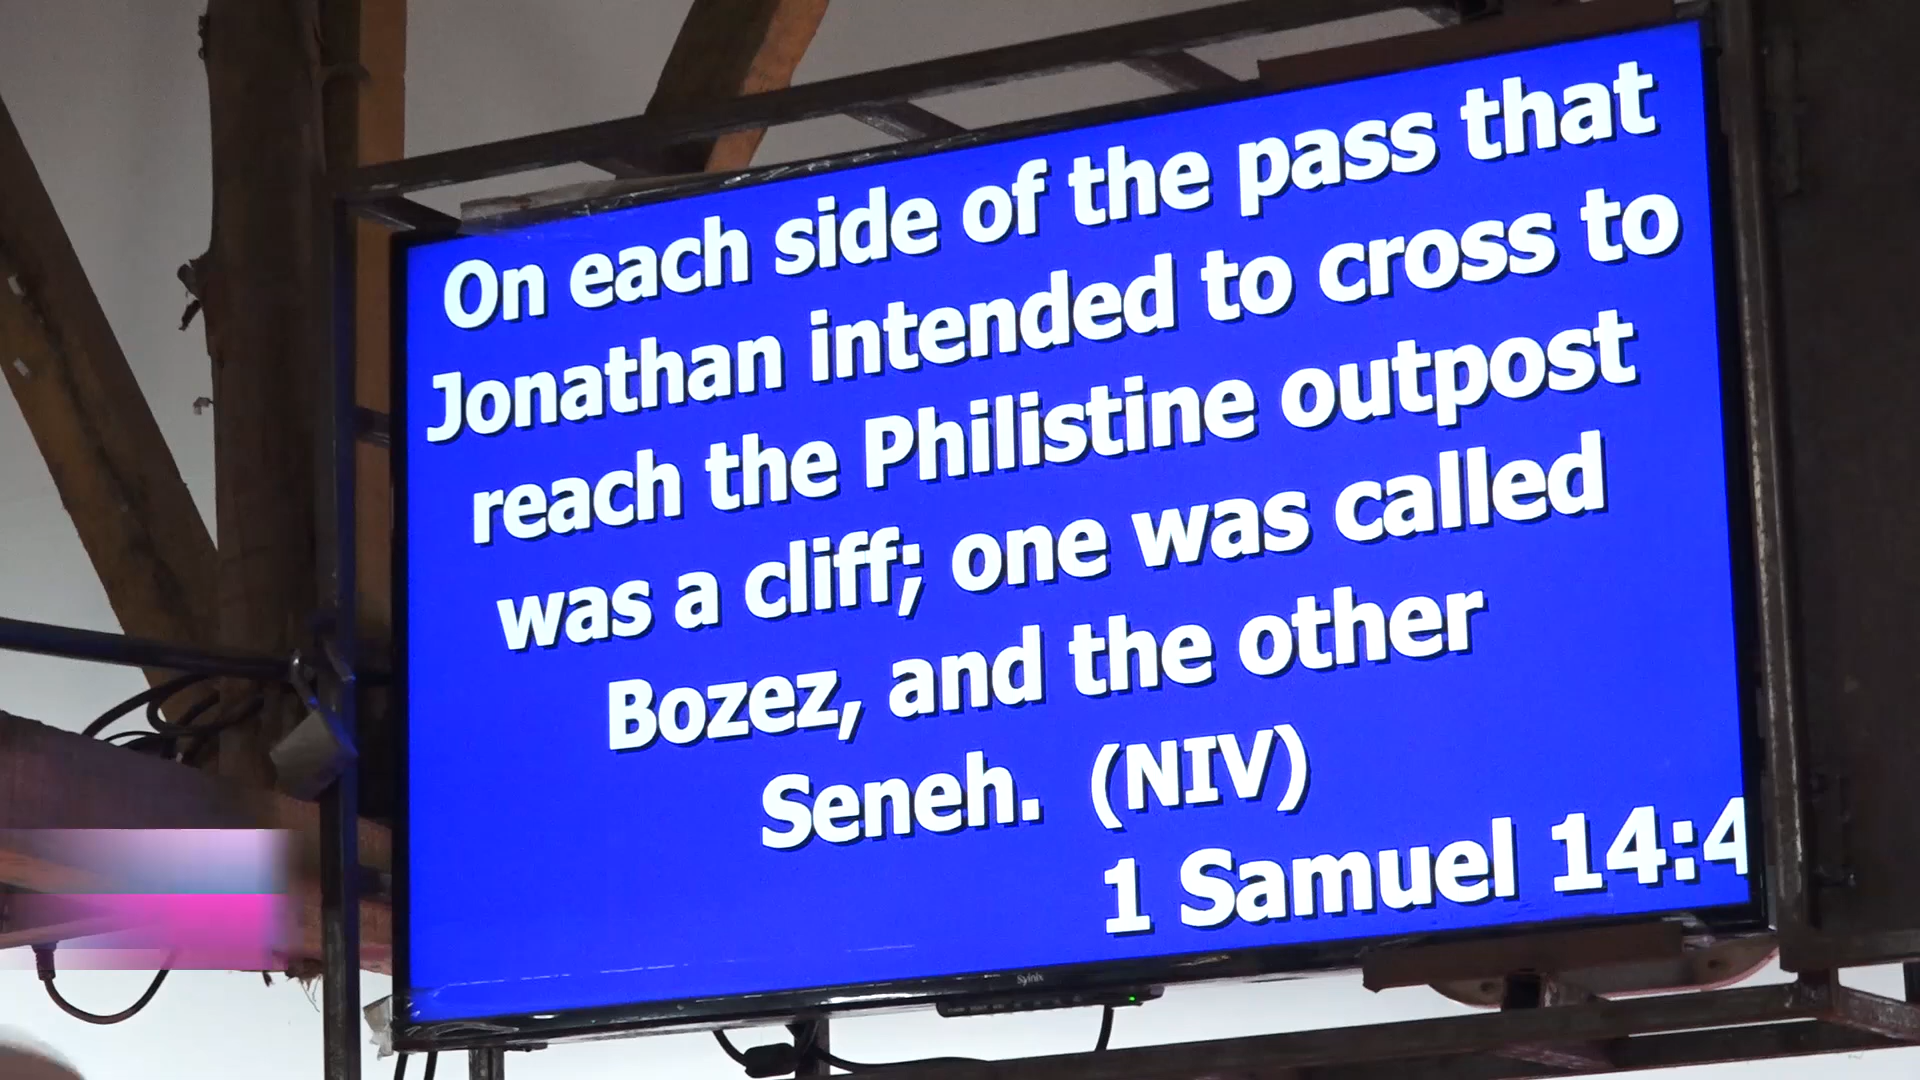 On each side of the pass that
Jonathan intended to cross to
reach the Philistine outpost
was a cliff; one was called
Bozez, and the other
Seneh. (NIV)
1 Samuel 14:4
Sylnix